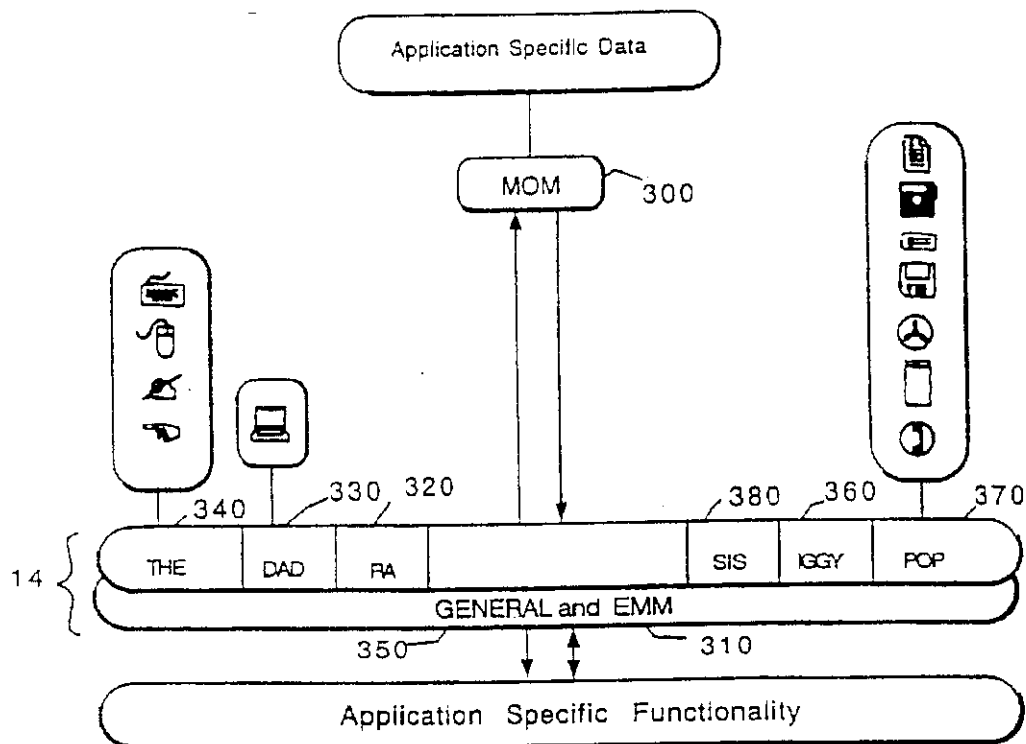 Application Specific Data
MOM
300
340
330
320
380
360
370
14
THE
DAD
RA
SIS
IGGY
POP
GENERAL and EMM
350
310
Application Specific Functionality